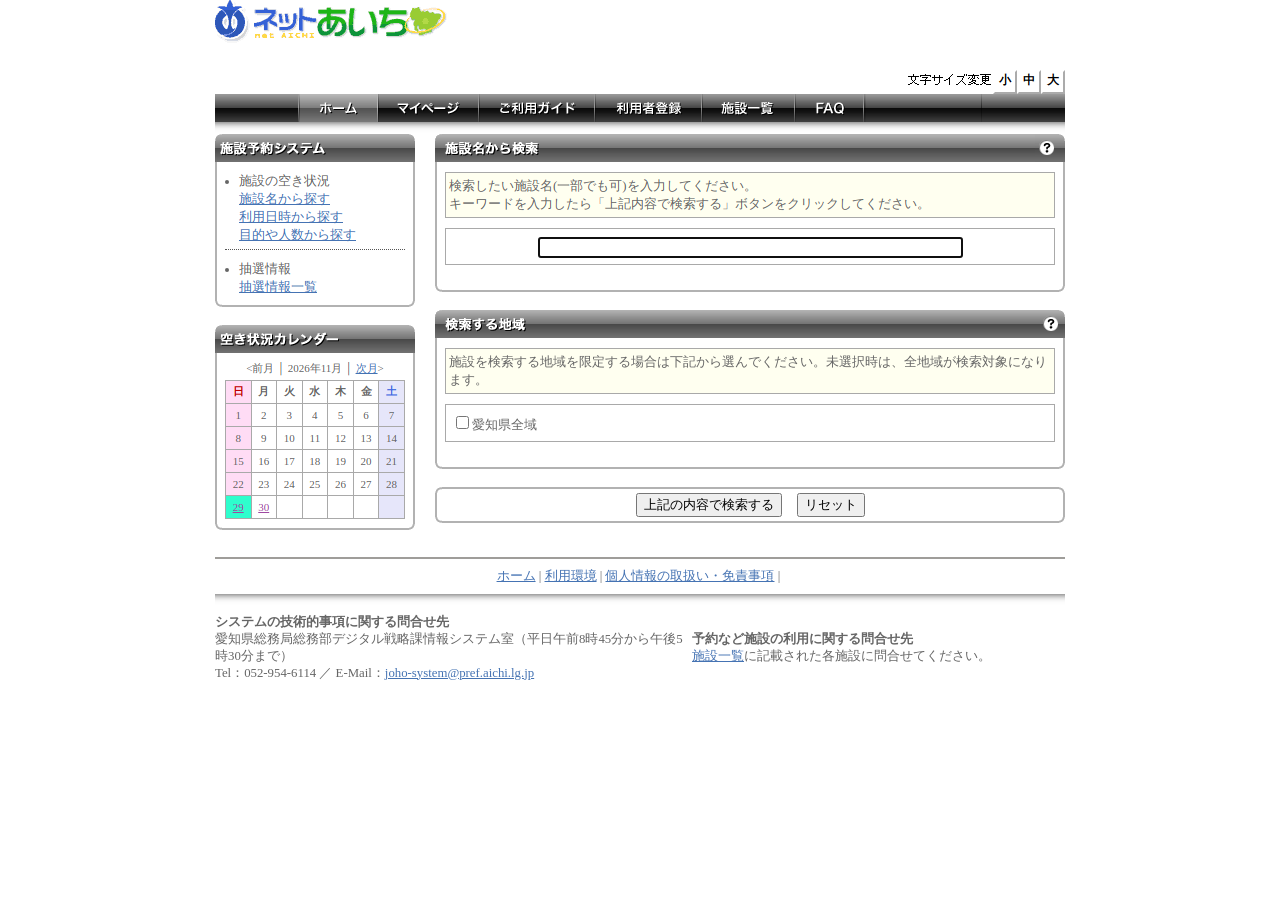 ネットあいち
NET AICHI
文字サイズ変更 小 中 大
ホーム マイページ ご利用ガイド 利用者登録 施設一覧 FAQ
施設予約システム
施設の空き状況
施設名から探す
利用日時から探す
目的や人数から探す
抽選情報
抽選情報一覧
空き状況カレンダー
<前月 │ 2026年11月 │ 次月>
日 月 火 水 木 金 土
1 2 3 4 5 6 7
8 9 10 11 12 13 14
15 16 17 18 19 20 21
22 23 24 25 26 27 28
29 30
施設名から検索 ?
検索したい施設名(一部でも可)を入力してください。
キーワードを入力したら「上記内容で検索する」ボタンをクリックしてください。
検索する地域 ?
施設を検索する地域を限定する場合は下記から選んでください。未選択時は、全地域が検索対象になり
ます。
愛知県全域
上記の内容で検索する リセット
ホーム | 利用環境 | 個人情報の取扱い・免責事項 |
システムの技術的事項に関する問合せ先
愛知県総務局総務部デジタル戦略課情報システム室（平日午前8時45分から午後5
時30分まで）
Tel：052-954-6114 ／ E-Mail：joho-system@pref.aichi.lg.jp
予約など施設の利用に関する問合せ先
施設一覧に記載された各施設に問合せてください。